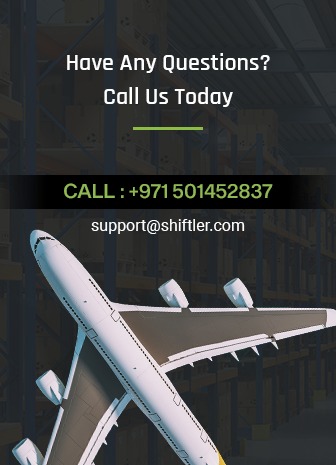 Have Any Questions?
Call Us Today
CALL : +971 501452837
support@shiftler.com